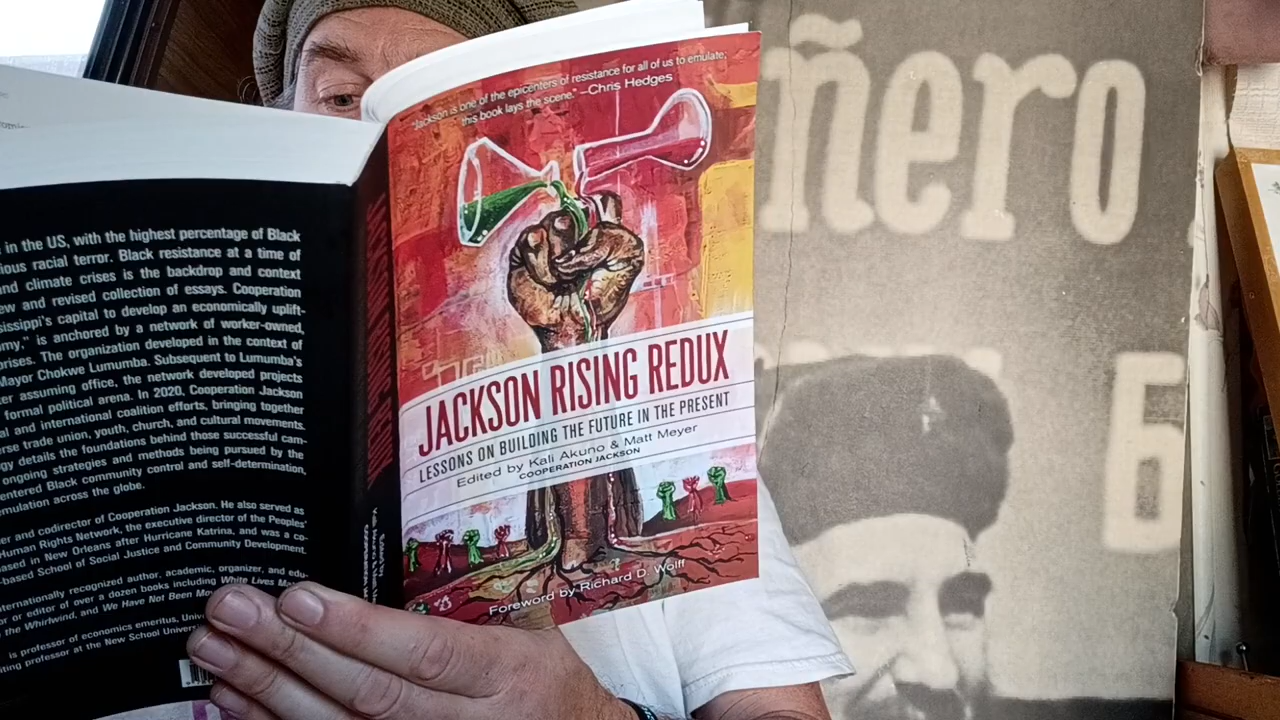 in the US, with the highest percentage of Black
ious racial terror. Black resistance at a time of
nd climate crises is the backdrop and context
ew and revised collection of essays. Cooperation
sissippi's capital to develop an economically uplift-
my," is anchored by a network of worker-owned,
prises. The organization developed in the context of
Mayor Chokwe Lumumba. Subsequent to Lumumba's
er assuming office, the network developed projects
formal political arena. In 2020, Cooperation Jackson
al and international coalition efforts, bringing together
erse trade union, youth, church, and cultural movements.
gy details the foundations behind those successful cam-
ongoing strategies and methods being pursued by the
entered Black community control and self-determination,
emulation across the globe.
er and codirector of Cooperation Jackson. He also served as
Human Rights Network, the executive director of the Peoples'
ased in New Orleans after Hurricane Katrina, and was a co-
-based School of Social Justice and Community Development.
nternationally recognized author, academic, organizer, and edu-
or or editor of over a dozen books including White Lives Mat
the Whirlwind, and We Have Not Been Mov
is professor of economics emeritus, Univ
iting professor at the New School Univers
"Jackson is one of the epicenters of resistance for all of us to emulate;
this book lays the scene." –Chris Hedges
JACKSON RISING REDUX
LESSONS ON BUILDING THE FUTURE IN THE PRESENT
Edited by Kali Akuno & Matt Meyer
COOPERATION JACKSON
Foreword by Richard D. Wolff
ñero
6